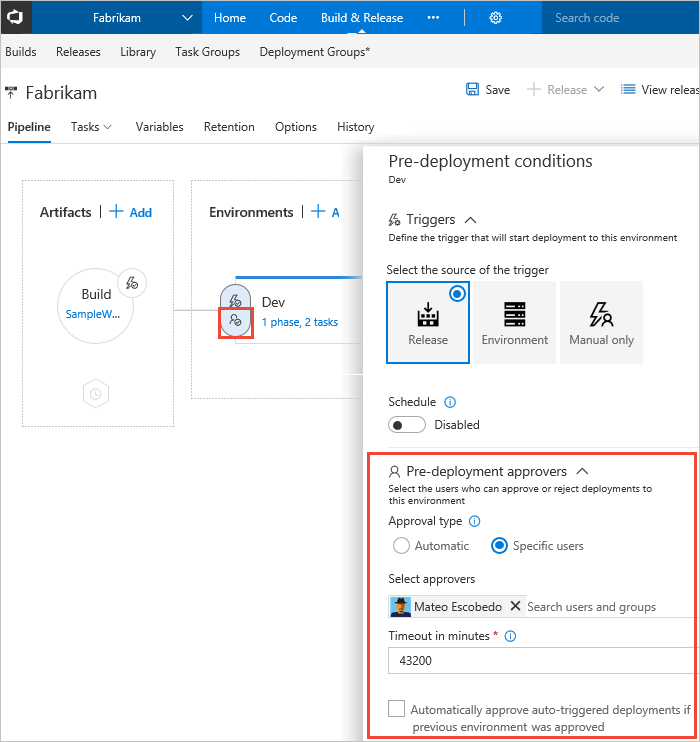 Fabrikam
Home
Code
Build & Release
Search code
Builds
Releases
Library
Task Groups
Deployment Groups*
Fabrikam
Save
Release
View relea
Pipeline
Tasks
Variables
Retention
Options
History
Artifacts
Add
Build
SampleW...
Environments
A
Dev
1 phase, 2 tasks
Pre-deployment conditions
Dev
Triggers
Define the trigger that will start deployment to this environment
Select the source of the trigger
Release
Environment
Manual only
Schedule
Disabled
Pre-deployment approvers
Select the users who can approve or reject deployments to
this environment
Approval type
Automatic
Specific users
Select approvers
Mateo Escobedo
Search users and groups
Timeout in minutes *
43200
Automatically approve auto-triggered deployments if
previous environment was approved